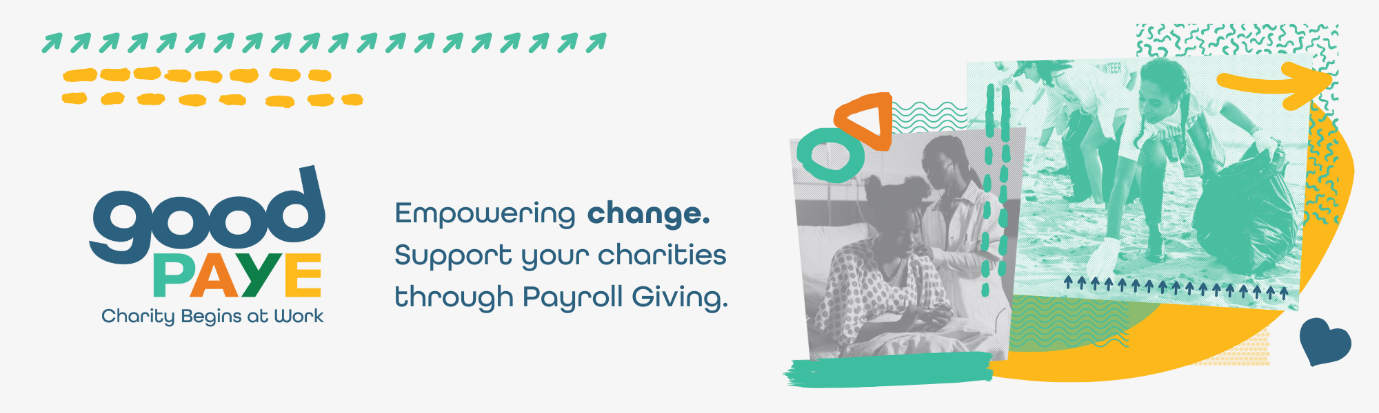 good
PAYE
Charity Begins at Work
Empowering change.
Support your charities
through Payroll Giving.